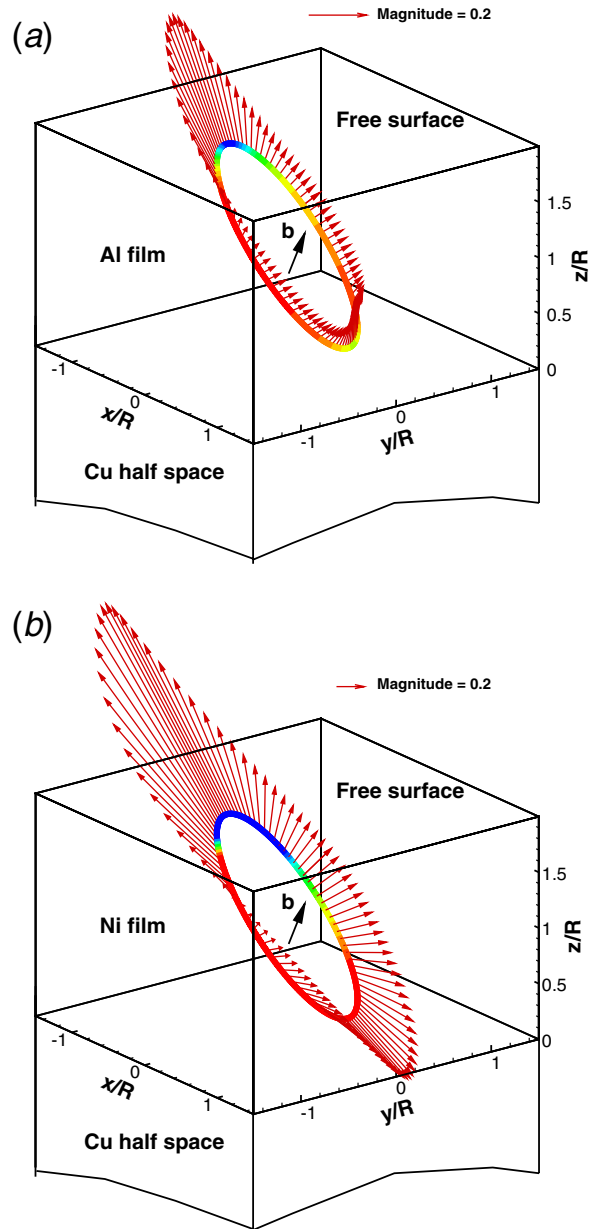 (a)
Magnitude = 0.2
Free surface
1.5
b
Al film
1
z/R
0.5
0
-1
0
x/R
1
-1
0
y/R
1
Cu half space
(b)
Magnitude = 0.2
Free surface
1.5
b
Ni film
1
z/R
0.5
0
-1
0
x/R
1
-1
0
y/R
1
Cu half space